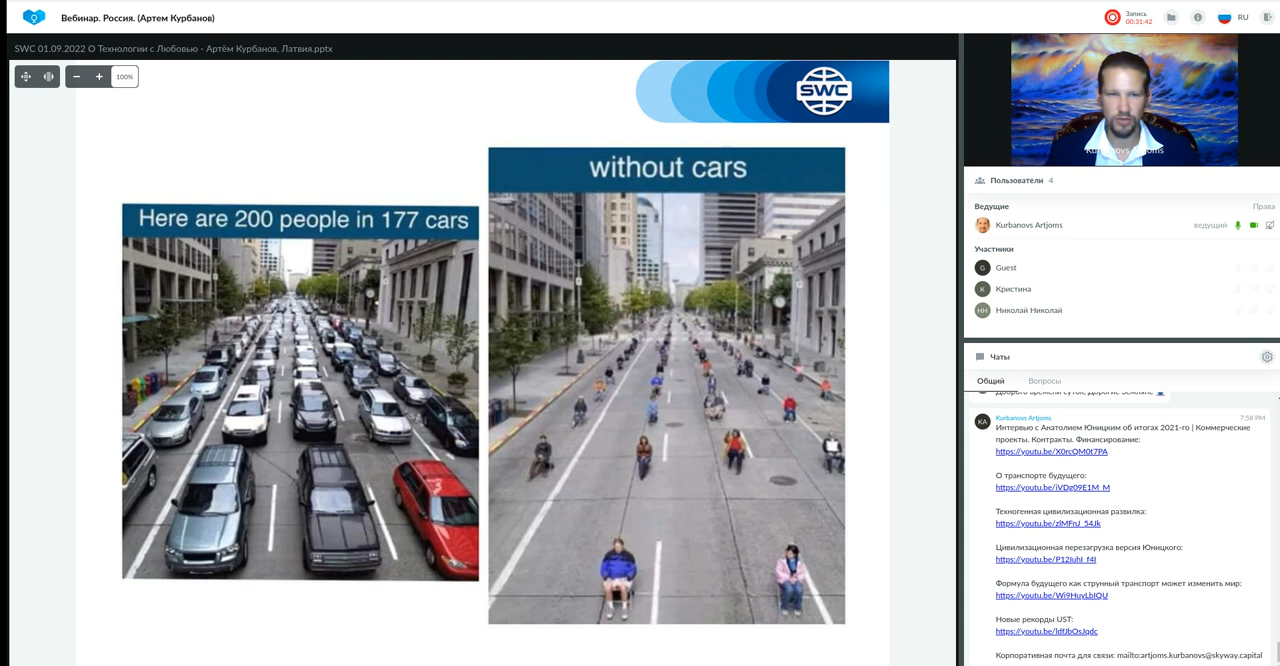 Вебинар. Россия. (Артем Курбанов)
Запись
00:31:42
RU
SWC 01.09.2022 О Технологии с Любовью - Артём Курбанов, Латвия.pptx
100%
SWC
Here are 200 people in 177 cars
without cars
Пользователи 4
Ведущие
Права
Kurbanovs Artjoms
ведущий
Участники
G
Guest
К
Кристина
НН
Николай Николай
Чаты
Общий
Вопросы
KA
Kurbanovs Artjoms
7:58 PM
Интервью с Анатолием Юницким об итогах 2021-го | Коммерческие
проекты. Контракты. Финансирование:
https://youtu.be/X0rcQM0t7PA
О транспорте будущего:
https://youtu.be/iVDg09E1M_M
Техногенная цивилизационная развилка:
https://youtu.be/zlMFnJ_54Jk
Цивилизационная перезагрузка версия Юницкого:
https://youtu.be/P12IuhI_f4I
Формула будущего как струнный транспорт может изменить мир:
https://youtu.be/Wi9HuyLbIQU
Новые рекорды UST:
https://youtu.be/ldfJbOsJqdc
Корпоративная почта для связи: mailto:artjoms.kurbanovs@skyway.capital